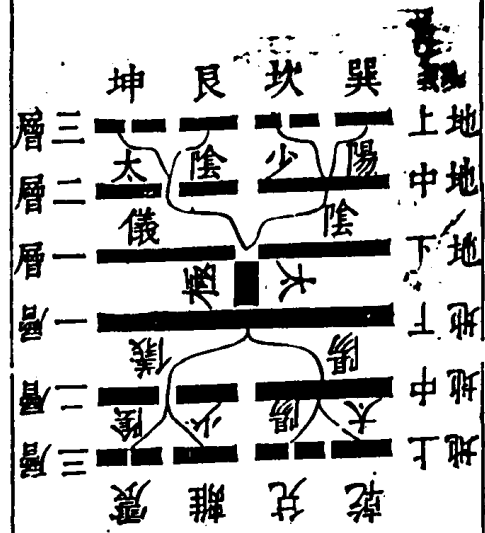 巽 坎 艮 坤
地上 三層
太陰 少陽
地中 二層
陰儀
地下 一層
太極
地下 一層
陽儀
地中 二層
太陽 少陰
地上 三層
乾 兌 離 震